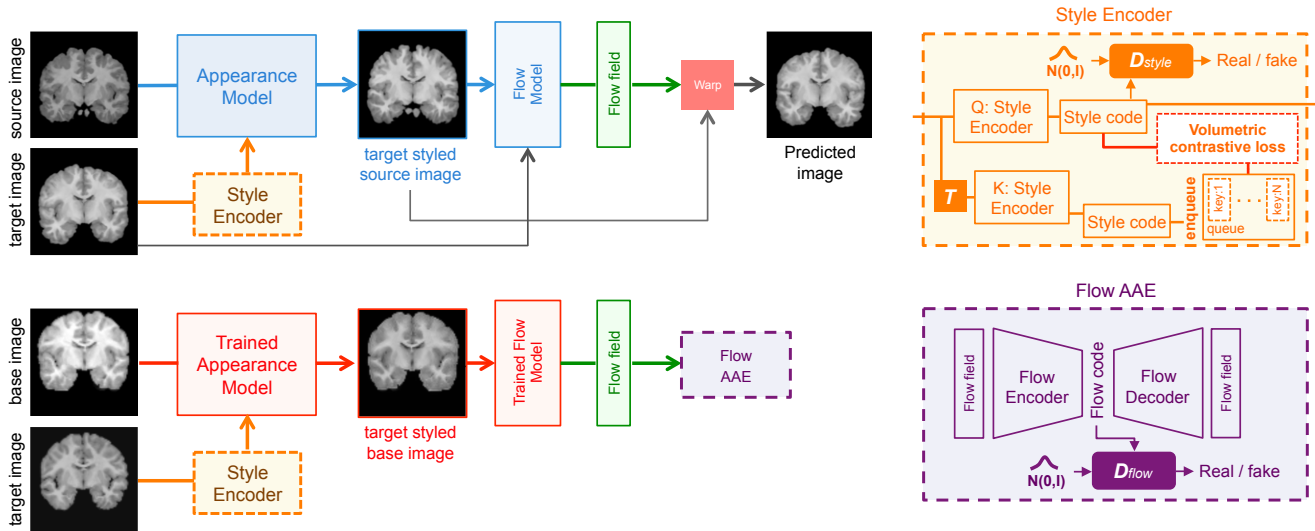 source image
target image
Appearance
Model
Style
Encoder
target styled
source image
Flow
Model
Flow field
Warp
Predicted
image
Style Encoder
N(0,I)
Dstyle
Real / fake
Q: Style
Encoder
Style code
Volumetric
contrastive loss
T
K: Style
Encoder
Style code
enqueue
key:1
. . .
key:N
queue
base image
target image
Trained
Appearance
Model
Style
Encoder
target styled
base image
Trained Flow
Model
Flow field
Flow
AAE
Flow AAE
Flow field
Flow
Encoder
Flow code
Flow
Decoder
Flow field
N(0,I)
Dflow
Real / fake